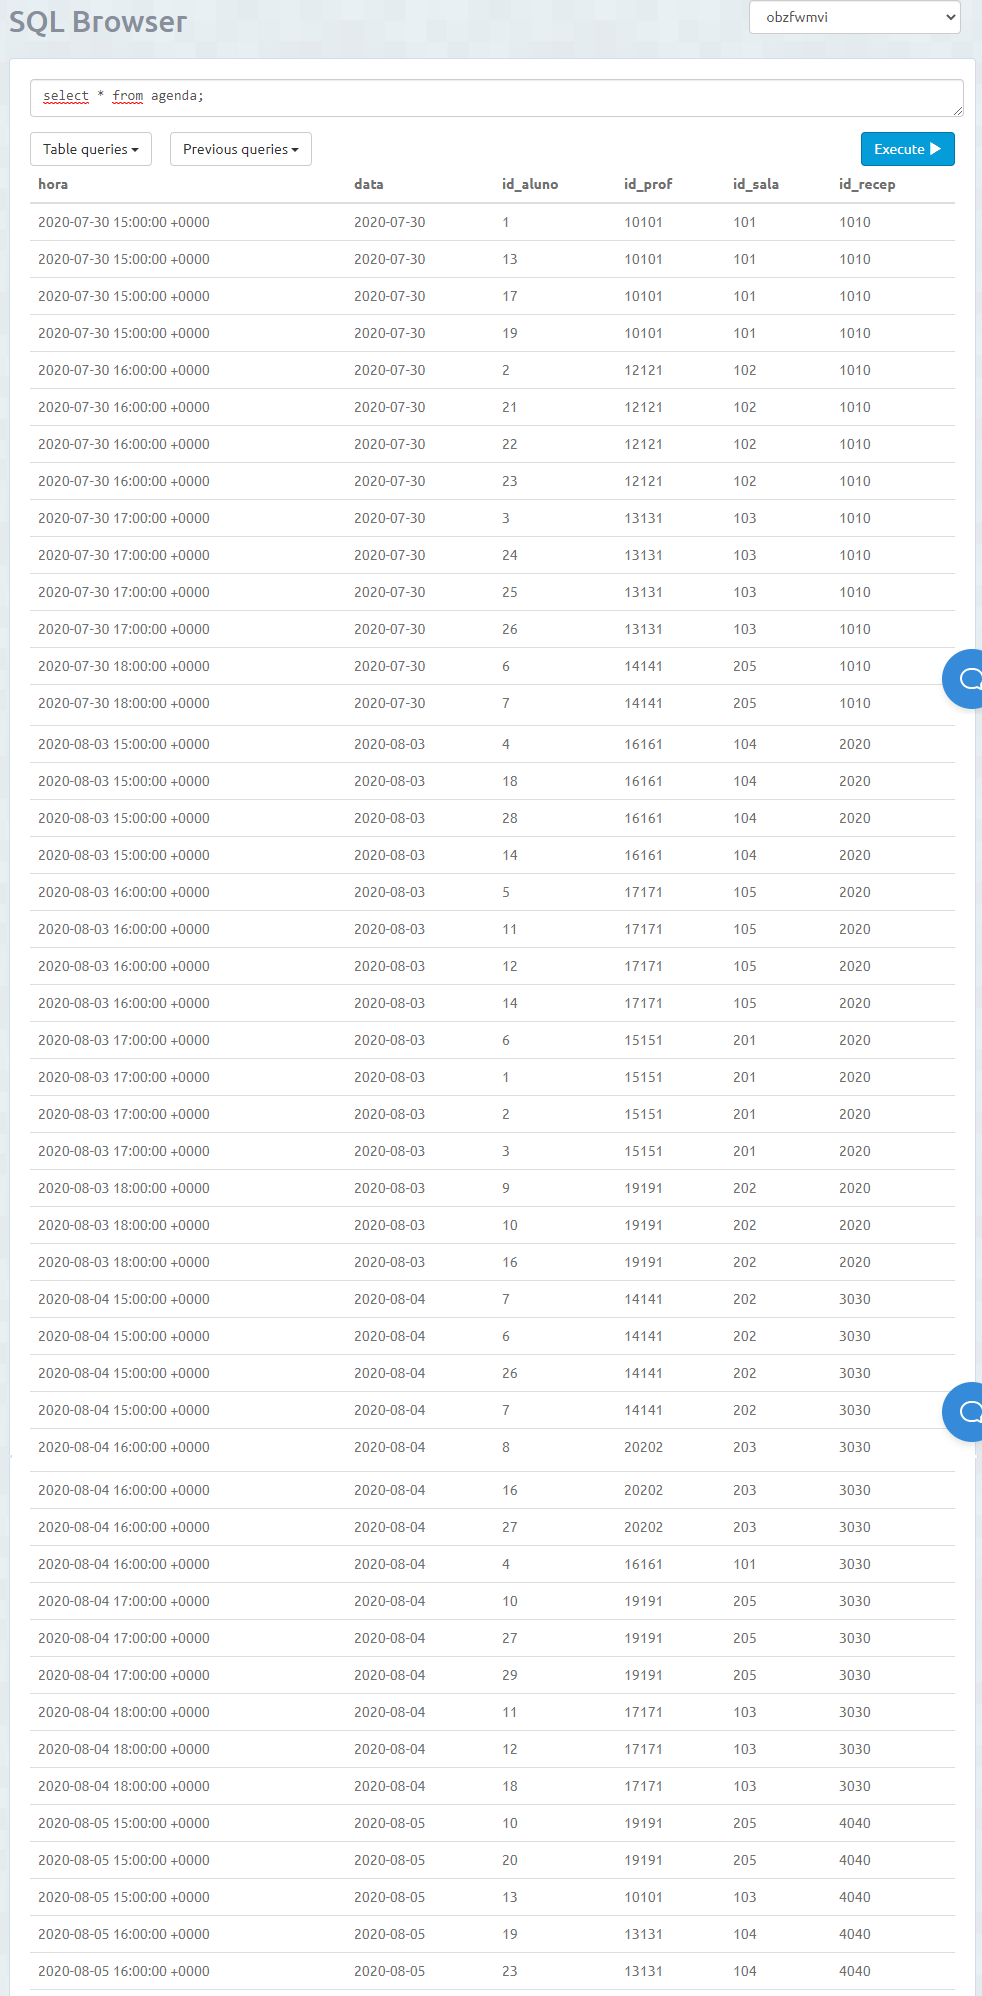 SQL Browser
obzfwmvi
select * from agenda;
Table queries Previous queries Execute
hora data id_aluno id_prof id_sala id_recep
2020-07-30 15:00:00 +0000 2020-07-30 1 10101 101 1010
2020-07-30 15:00:00 +0000 2020-07-30 13 10101 101 1010
2020-07-30 15:00:00 +0000 2020-07-30 17 10101 101 1010
2020-07-30 15:00:00 +0000 2020-07-30 19 10101 101 1010
2020-07-30 16:00:00 +0000 2020-07-30 2 12121 102 1010
2020-07-30 16:00:00 +0000 2020-07-30 21 12121 102 1010
2020-07-30 16:00:00 +0000 2020-07-30 22 12121 102 1010
2020-07-30 16:00:00 +0000 2020-07-30 23 12121 102 1010
2020-07-30 17:00:00 +0000 2020-07-30 3 13131 103 1010
2020-07-30 17:00:00 +0000 2020-07-30 24 13131 103 1010
2020-07-30 17:00:00 +0000 2020-07-30 25 13131 103 1010
2020-07-30 17:00:00 +0000 2020-07-30 26 13131 103 1010
2020-07-30 18:00:00 +0000 2020-07-30 6 14141 205 1010
2020-07-30 18:00:00 +0000 2020-07-30 7 14141 205 1010
2020-08-03 15:00:00 +0000 2020-08-03 4 16161 104 2020
2020-08-03 15:00:00 +0000 2020-08-03 18 16161 104 2020
2020-08-03 15:00:00 +0000 2020-08-03 28 16161 104 2020
2020-08-03 15:00:00 +0000 2020-08-03 14 16161 104 2020
2020-08-03 16:00:00 +0000 2020-08-03 5 17171 105 2020
2020-08-03 16:00:00 +0000 2020-08-03 11 17171 105 2020
2020-08-03 16:00:00 +0000 2020-08-03 12 17171 105 2020
2020-08-03 16:00:00 +0000 2020-08-03 14 17171 105 2020
2020-08-03 17:00:00 +0000 2020-08-03 6 15151 201 2020
2020-08-03 17:00:00 +0000 2020-08-03 1 15151 201 2020
2020-08-03 17:00:00 +0000 2020-08-03 2 15151 201 2020
2020-08-03 17:00:00 +0000 2020-08-03 3 15151 201 2020
2020-08-03 18:00:00 +0000 2020-08-03 9 19191 202 2020
2020-08-03 18:00:00 +0000 2020-08-03 10 19191 202 2020
2020-08-03 18:00:00 +0000 2020-08-03 16 19191 202 2020
2020-08-04 15:00:00 +0000 2020-08-04 7 14141 202 3030
2020-08-04 15:00:00 +0000 2020-08-04 6 14141 202 3030
2020-08-04 15:00:00 +0000 2020-08-04 26 14141 202 3030
2020-08-04 15:00:00 +0000 2020-08-04 7 14141 202 3030
2020-08-04 16:00:00 +0000 2020-08-04 8 20202 203 3030
2020-08-04 16:00:00 +0000 2020-08-04 16 20202 203 3030
2020-08-04 16:00:00 +0000 2020-08-04 27 20202 203 3030
2020-08-04 16:00:00 +0000 2020-08-04 4 16161 101 3030
2020-08-04 17:00:00 +0000 2020-08-04 10 19191 205 3030
2020-08-04 17:00:00 +0000 2020-08-04 27 19191 205 3030
2020-08-04 17:00:00 +0000 2020-08-04 29 19191 205 3030
2020-08-04 18:00:00 +0000 2020-08-04 11 17171 103 3030
2020-08-04 18:00:00 +0000 2020-08-04 12 17171 103 3030
2020-08-04 18:00:00 +0000 2020-08-04 18 17171 103 3030
2020-08-05 15:00:00 +0000 2020-08-05 10 19191 205 4040
2020-08-05 15:00:00 +0000 2020-08-05 20 19191 205 4040
2020-08-05 15:00:00 +0000 2020-08-05 13 10101 103 4040
2020-08-05 16:00:00 +0000 2020-08-05 19 13131 104 4040
2020-08-05 16:00:00 +0000 2020-08-05 23 13131 104 4040